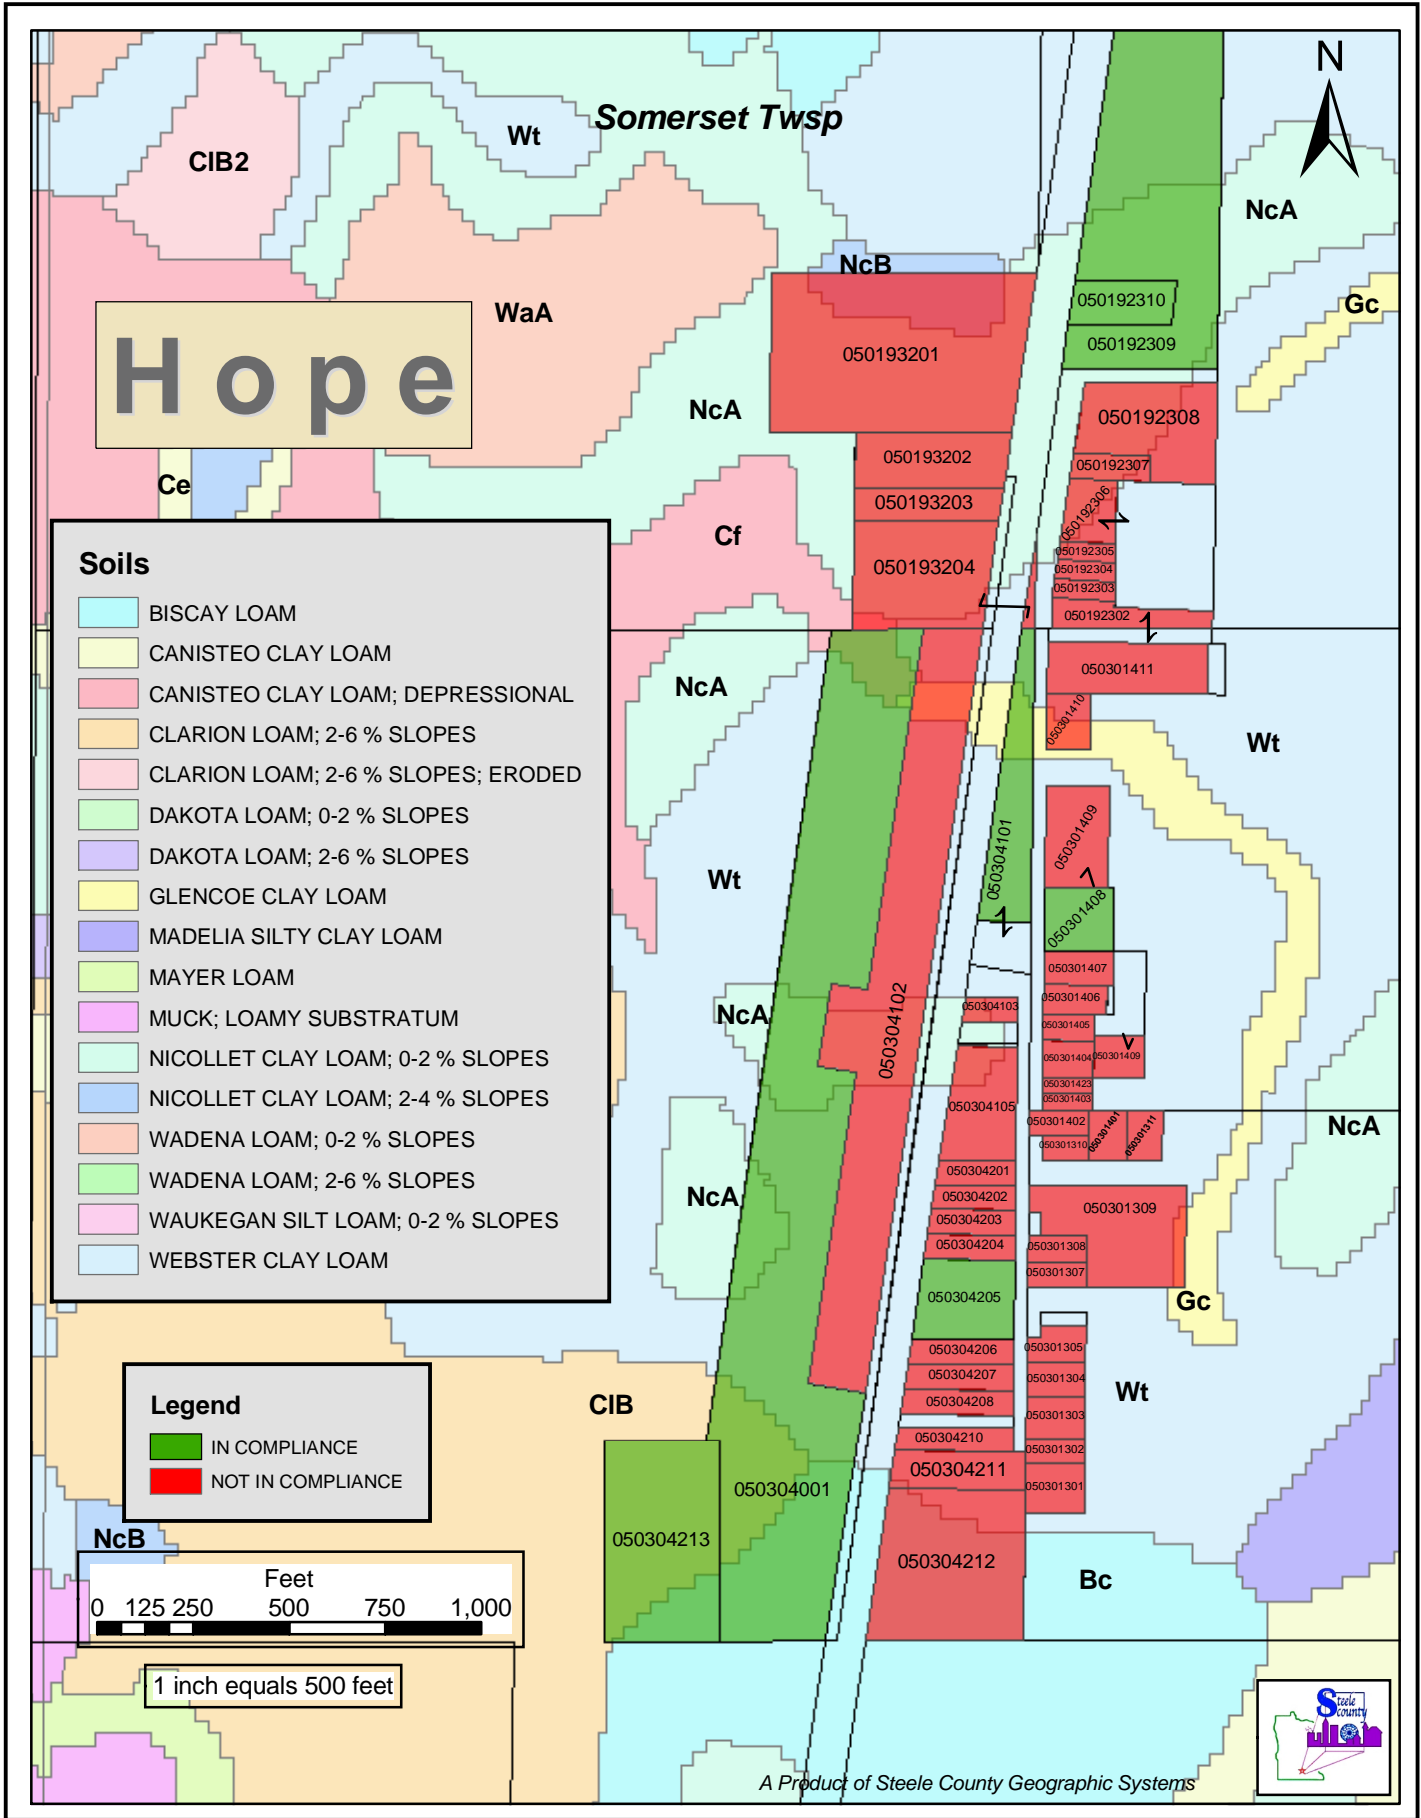 N
Somerset Twsp
Wt
ClB2
NcA
NcB
Gc
WaA
050192310
050192309
050193201
H o p e
NcA
050192308
050193202
050192307
Ce
050193203
050192306
Cf
050193204
050192305
050192304
050192303
050192302
Soils
BISCAY LOAM
CANISTEO CLAY LOAM
CANISTEO CLAY LOAM; DEPRESSIONAL
CLARION LOAM; 2-6 % SLOPES
CLARION LOAM; 2-6 % SLOPES; ERODED
DAKOTA LOAM; 0-2 % SLOPES
DAKOTA LOAM; 2-6 % SLOPES
GLENCOE CLAY LOAM
MADELIA SILTY CLAY LOAM
MAYER LOAM
MUCK; LOAMY SUBSTRATUM
NICOLLET CLAY LOAM; 0-2 % SLOPES
NICOLLET CLAY LOAM; 2-4 % SLOPES
WADENA LOAM; 0-2 % SLOPES
WADENA LOAM; 2-6 % SLOPES
WAUKEGAN SILT LOAM; 0-2 % SLOPES
WEBSTER CLAY LOAM
NcA
050301411
050301410
Wt
050301409
050304101
Wt
050301408
050301407
050301406
NcA
050304103
050304102
050301405
050301404
050301409
050301423
050301403
050304105
050301402
050301401
050301311
050301310
NcA
050304201
NcA
050304202
050301309
050304203
050304204
050301308
050301307
050304205
Gc
050304206
050301305
050304207
050301304
Wt
050304208
050301303
ClB
050304210
050301302
050304211
050301301
050304001
050304213
050304212
Bc
Legend
IN COMPLIANCE
NOT IN COMPLIANCE
NcB
Feet
0 125 250 500 750 1,000
1 inch equals 500 feet
Steele
County
A Product of Steele County Geographic Systems